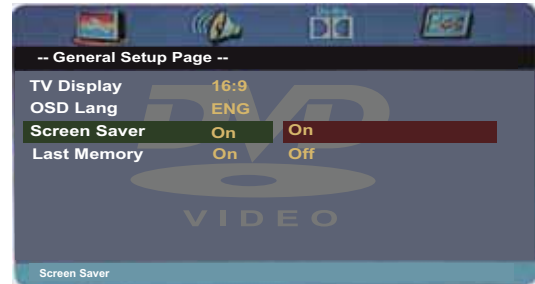 -- General Setup Page --
TV Display 16:9
OSD Lang ENG
Screen Saver On On
Last Memory On Off
DVD
VIDEO
Screen Saver